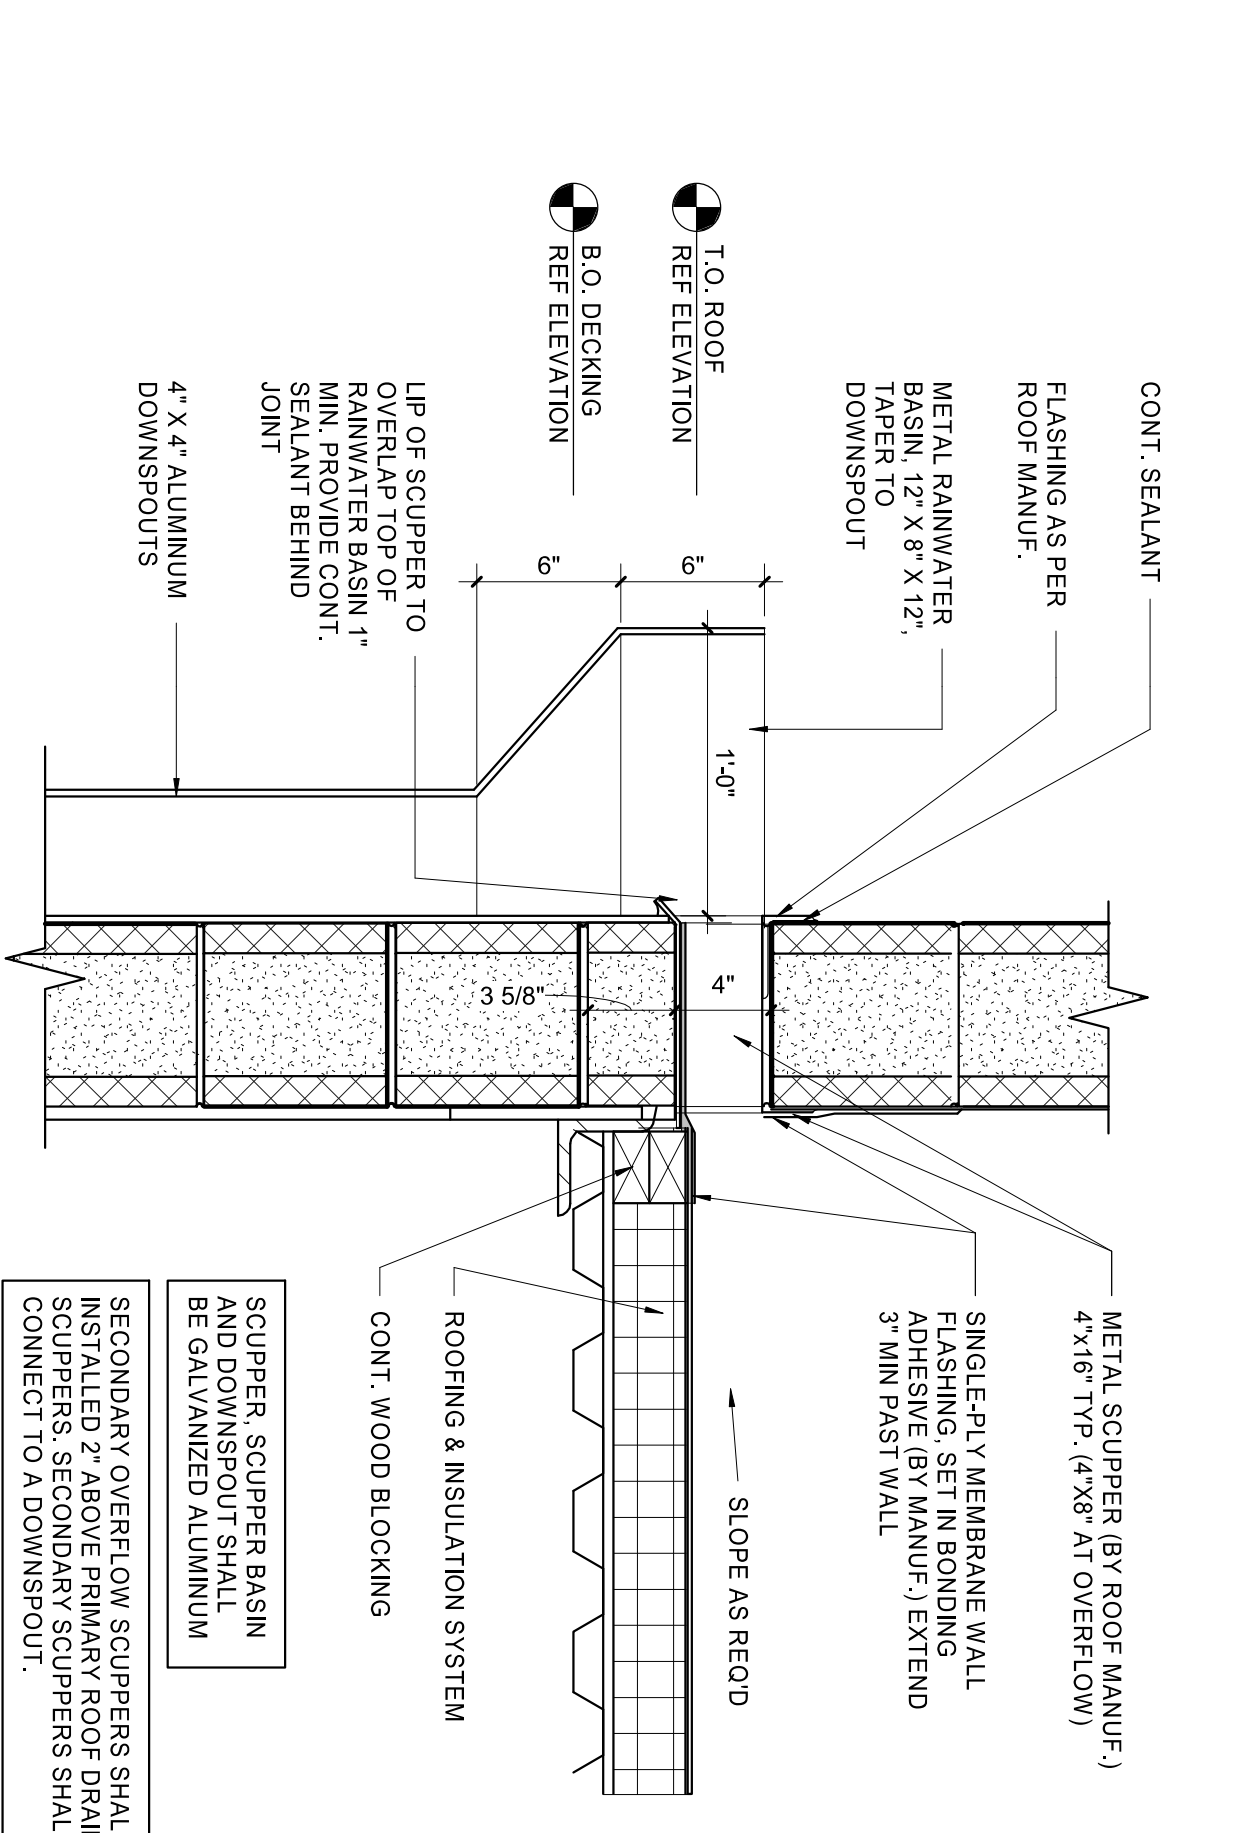 CONT. SEALANT
FLASHING AS PER
ROOF MANUF.
METAL RAINWATER
BASIN, 12" X 8" X 12",
TAPER TO
DOWNSPOUT
T.O. ROOF
REF ELEVATION
B.O. DECKING
REF ELEVATION
LIP OF SCUPPER TO
OVERLAP TOP OF
RAINWATER BASIN 1"
MIN. PROVIDE CONT.
SEALANT BEHIND
JOINT
4" X 4" ALUMINUM
DOWNSPOUTS
6"
6"
1'-0"
4"
3 5/8"
METAL SCUPPER (BY ROOF MANUF.)
4"x16" TYP. (4"X8" AT OVERFLOW)
SINGLE-PLY MEMBRANE WALL
FLASHING, SET IN BONDING
ADHESIVE (BY MANUF.) EXTEND
3" MIN PAST WALL
SLOPE AS REQ'D
ROOFING & INSULATION SYSTEM
CONT. WOOD BLOCKING
SCUPPER, SCUPPER BASIN
AND DOWNSPOUT SHALL
BE GALVANIZED ALUMINUM
SECONDARY OVERFLOW SCUPPERS
INSTALLED 2" ABOVE PRIMARY ROOF
SCUPPERS. SECONDARY SCUPPERS
CONNECT TO A DOWNSPOUT.